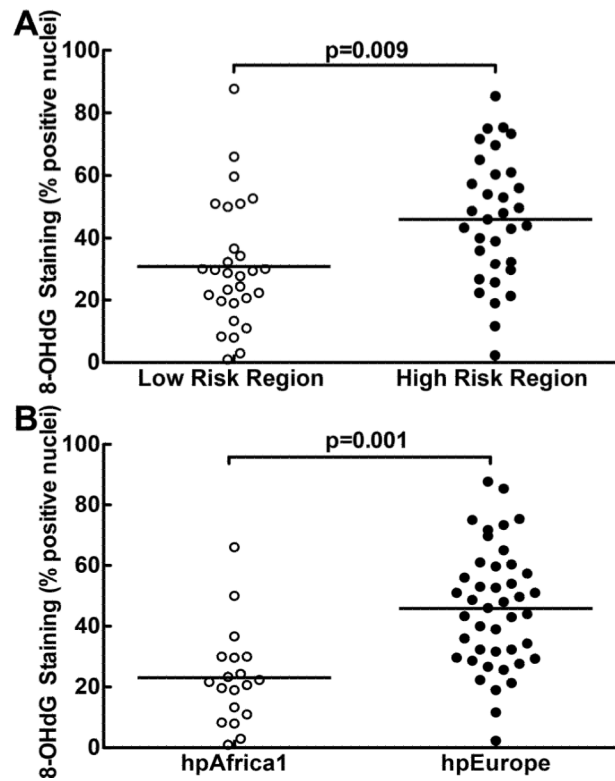 A
p=0.009
8-OHdG Staining (% positive nuclei)
100
80
60
40
20
0
Low Risk Region High Risk Region
B
p=0.001
8-OHdG Staining (% positive nuclei)
100
80
60
40
20
0
hpAfrica1 hpEurope